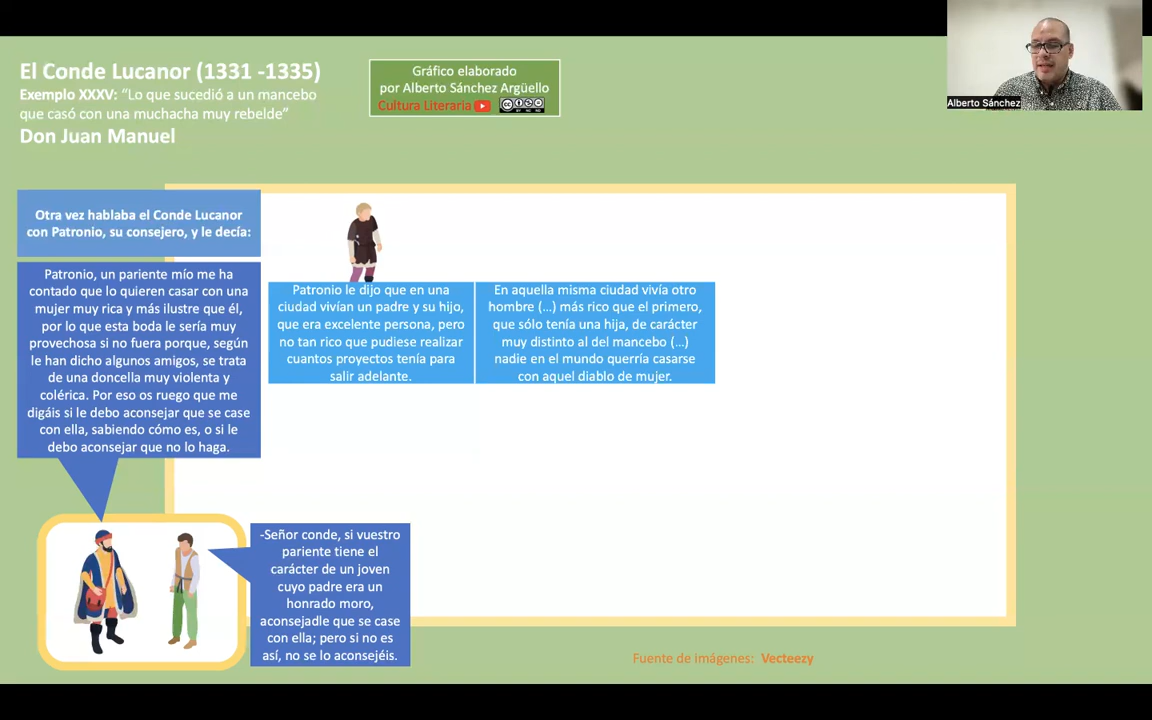 El Conde Lucanor (1331 -1335)
Exemplo XXXV: “Lo que sucedió a un mancebo
que casó con una muchacha muy rebelde”
Don Juan Manuel
Gráfico elaborado
por Alberto Sánchez Argüello
Cultura Literaria
Alberto Sánchez
Otra vez hablaba el Conde Lucanor
con Patronio, su consejero, y le decía:
Patronio, un pariente mío me ha
contado que lo quieren casar con una
mujer muy rica y más ilustre que él,
por lo que esta boda le sería muy
provechosa si no fuera porque, según
le han dicho algunos amigos, se trata
de una doncella muy violenta y
colérica. Por eso os ruego que me
digáis si le debo aconsejar que se case
con ella, sabiendo cómo es, o si le
debo aconsejar que no lo haga.
Patronio le dijo que en una
ciudad vivían un padre y su hijo,
que era excelente persona, pero
no tan rico que pudiese realizar
cuantos proyectos tenía para
salir adelante.
En aquella misma ciudad vivía otro
hombre (...) más rico que el primero,
que sólo tenía una hija, de carácter
muy distinto al del mancebo (...)
nadie en el mundo querría casarse
con aquel diablo de mujer.
-Señor conde, si vuestro
pariente tiene el
carácter de un joven
cuyo padre era un
honrado moro,
aconsejadle que se case
con ella; pero si no es
así, no se lo aconsejéis.
Fuente de imágenes: Vecteezy